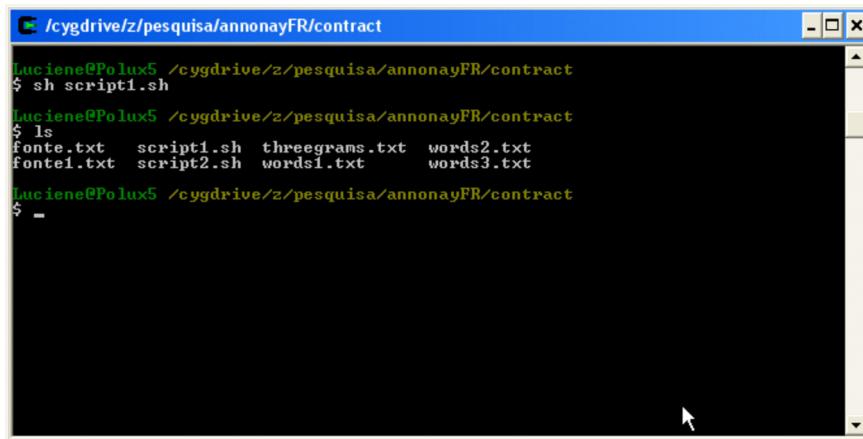 /cygdrive/z/pesquisa/annonayFR/contract
Luciene@Polux5 /cygdrive/z/pesquisa/annonayFR/contract
$ sh script1.sh
Luciene@Polux5 /cygdrive/z/pesquisa/annonayFR/contract
$ ls
fonte.txt script1.sh threegrams.txt words2.txt
fonte1.txt script2.sh words1.txt words3.txt
Luciene@Polux5 /cygdrive/z/pesquisa/annonayFR/contract
$ _